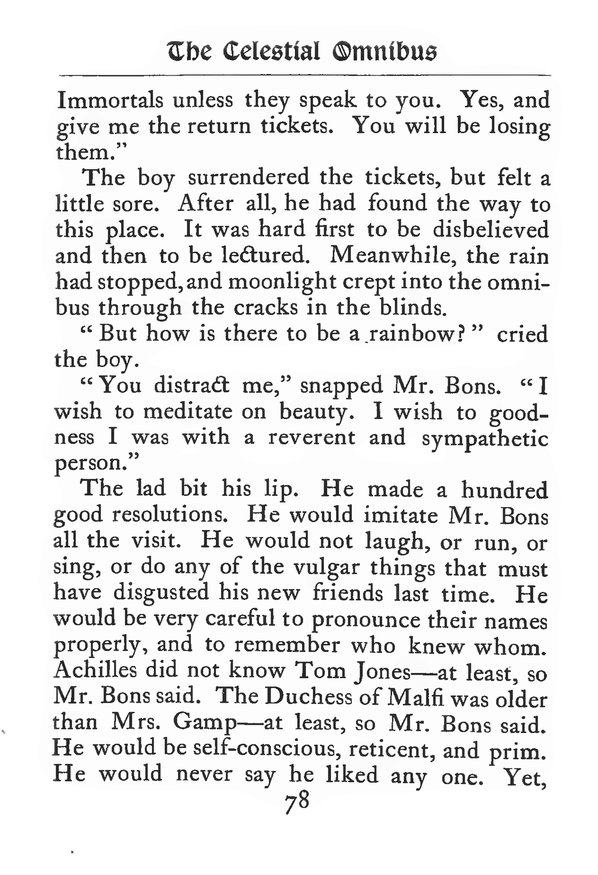 The Celestial Omnibus
Immortals unless they speak to you. Yes, and
give me the return tickets. You will be losing
them.”
The boy surrendered the tickets, but felt a
little sore. After all, he had found the way to
this place. It was hard first to be disbelieved
and then to be lectured. Meanwhile, the rain
had stopped, and moonlight crept into the omni-
bus through the cracks in the blinds.
“ But how is there to be a rainbow? ” cried
the boy.
“ You distract me,” snapped Mr. Bons. “ I
wish to meditate on beauty. I wish to good-
ness I was with a reverent and sympathetic
person.”
The lad bit his lip. He made a hundred
good resolutions. He would imitate Mr. Bons
all the visit. He would not laugh, or run, or
sing, or do any of the vulgar things that must
have disgusted his new friends last time. He
would be very careful to pronounce their names
properly, and to remember who knew whom.
Achilles did not know Tom Jones—at least, so
Mr. Bons said. The Duchess of Malfi was older
than Mrs. Gamp—at least, so Mr. Bons said.
He would be self-conscious, reticent, and prim.
He would never say he liked any one. Yet,
78